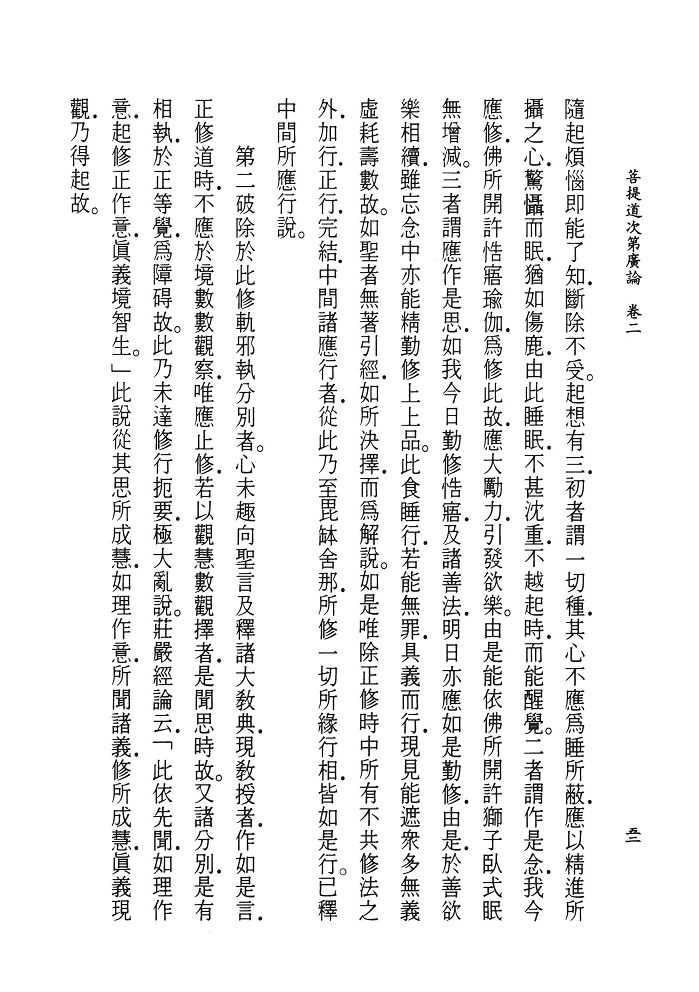 菩提道次第廣論　卷二
五二
隨起煩惱即能了知．斷除不受。起想有三．初者謂一切種．其心不應爲睡所蔽．應以精進所
攝之心．驚懾而眠．猶如傷鹿．由此睡眠．不甚沈重．不越起時．而能醒覺。二者謂作是念．我今
應修．佛所開許悎寤瑜伽．爲修此故．應大勵力．引發欲樂。由是能依佛所開許獅子臥式眠
無增減。三者謂應作是思．如我今日勤修悎寤．及諸善法．明日亦應如是勤修．由是．於善欲
樂相續．雖忘念中亦能精勤修上上品。此食睡行．若能無罪具義而行．現見能遮衆多無義
虛耗壽數故。如聖者無著引經．如所決擇．而爲解說。如是唯除正修時中所有不共修法之
外．加行．正行．完結．中間諸應行者．從此乃至毘鉢舍那．所修一切所緣行相．皆如是行。已釋
中間所應行說。
第二破除於此修軌邪執分別者。心未趣向聖言及釋諸大教典．現教授者．作如是言．
正修道時．不應於境數數觀察．唯應止修．若以觀慧數數觀擇者．是聞思時故。又諸分別．是有
相執．於正等覺．爲障碍故。此乃未達修行扼要．極大亂說。莊嚴經論云．「此依先聞．如理作
意．起修正作意．眞義境智生。」此說從其思所成慧．如理作意．所聞諸義．修所成慧．眞義現
觀．乃得起故。